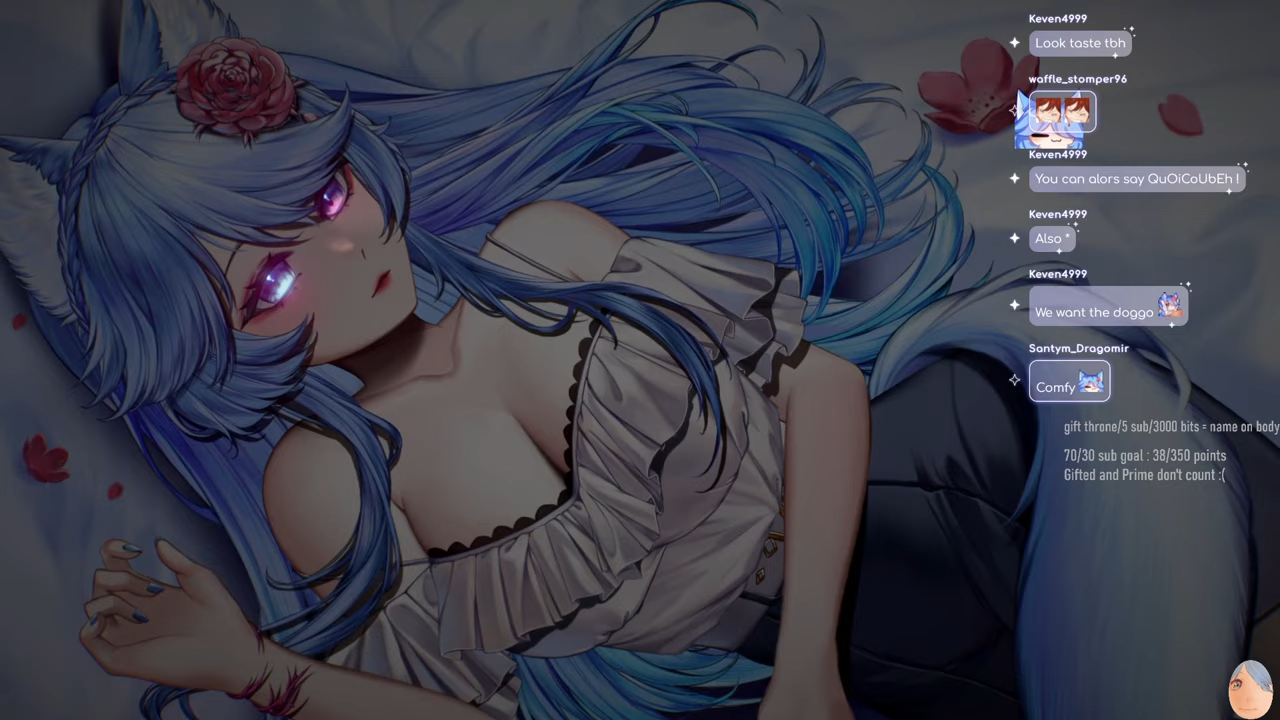 Keven4999
Look taste tbh
waffle_stomper96
Keven4999
You can alors say QuOiCoUbEh !
Keven4999
Also *
Keven4999
We want the doggo
Santym_Dragomir
Comfy
gift throne/5 sub/3000 bits = name on body
70/30 sub goal : 38/350 points
Gifted and Prime don't count :(